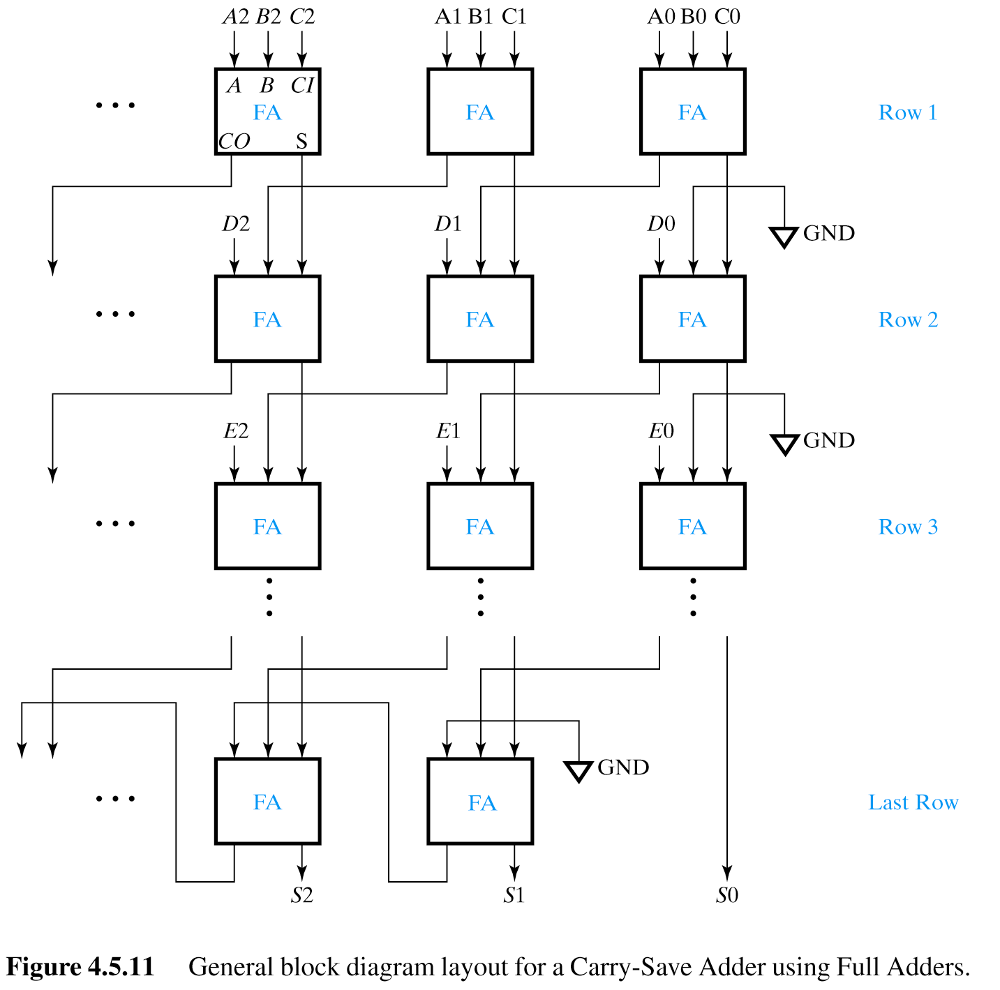 A2 B2 C2 A1 B1 C1 A0 B0 C0
A B CI
FA FA FA Row 1
CO S
D2 D1 D0 GND
FA FA FA Row 2
E2 E1 E0 GND
FA FA FA Row 3
GND
FA FA Last Row
S2 S1 S0
Figure 4.5.11 General block diagram layout for a Carry-Save Adder using Full Adders.